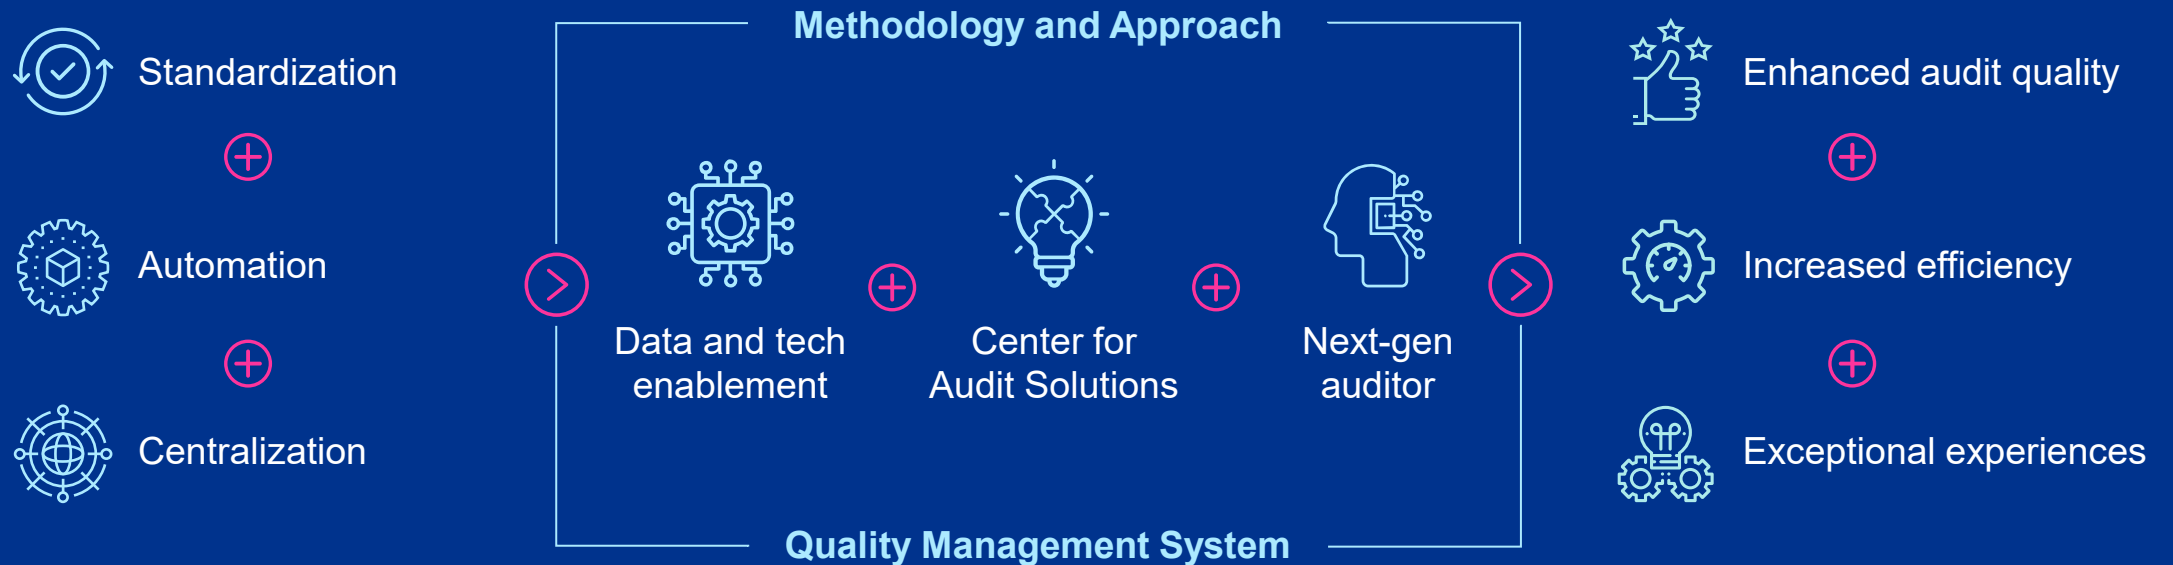 Standardization
Automation
Centralization
Methodology and Approach
Data and tech
enablement
Center for
Audit Solutions
Next-gen
auditor
Quality Management System
Enhanced audit quality
Increased efficiency
Exceptional experiences